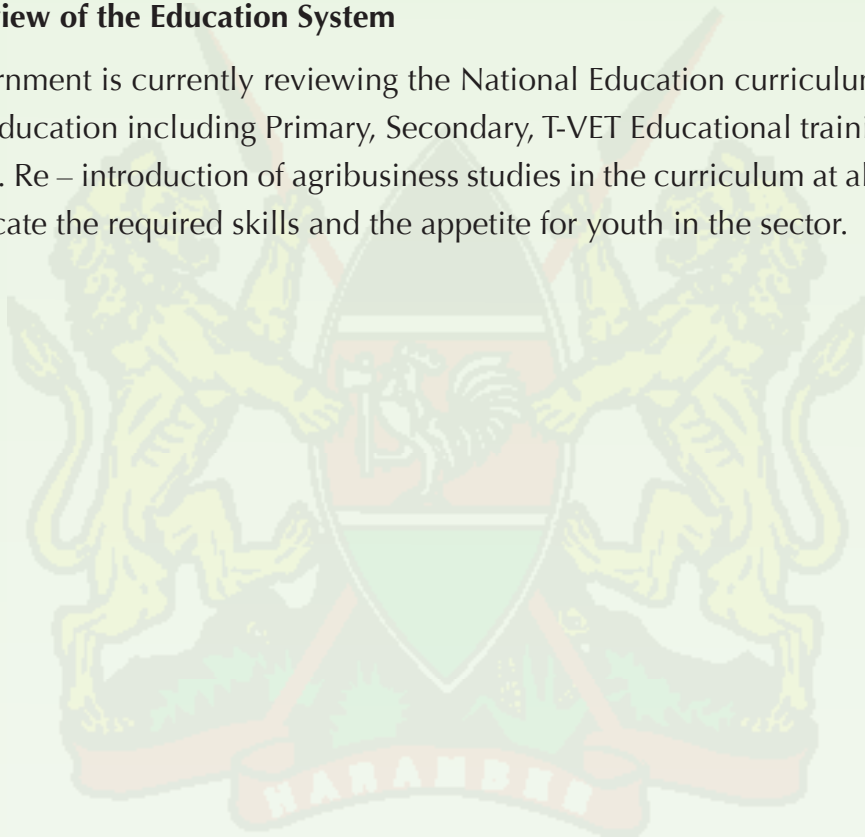 view of the Education System
rnment is currently reviewing the National Education curriculum
ducation including Primary, Secondary, T-VET Educational traini
. Re – introduction of agribusiness studies in the curriculum at al
cate the required skills and the appetite for youth in the sector.
HARAMBEE